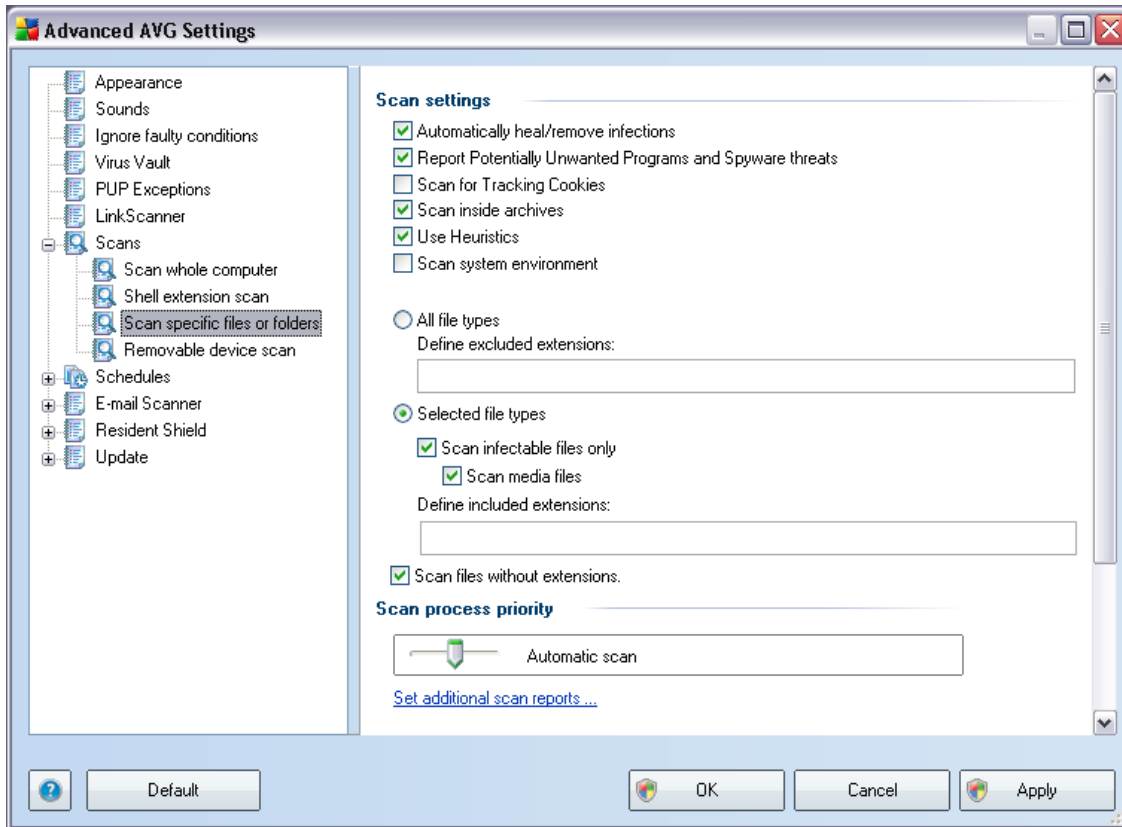 Advanced AVG Settings
Appearance
Sounds
Ignore faulty conditions
Virus Vault
PUP Exceptions
LinkScanner
Scans
Scan whole computer
Shell extension scan
Scan specific files or folders
Removable device scan
Schedules
E-mail Scanner
Resident Shield
Update
Scan settings
Automatically heal/remove infections
Report Potentially Unwanted Programs and Spyware threats
Scan for Tracking Cookies
Scan inside archives
Use Heuristics
Scan system environment
All file types
Define excluded extensions:
Selected file types
Scan infectable files only
Scan media files
Define included extensions:
Scan files without extensions.
Scan process priority
Automatic scan
Set additional scan reports ...
?
Default
OK
Cancel
Apply